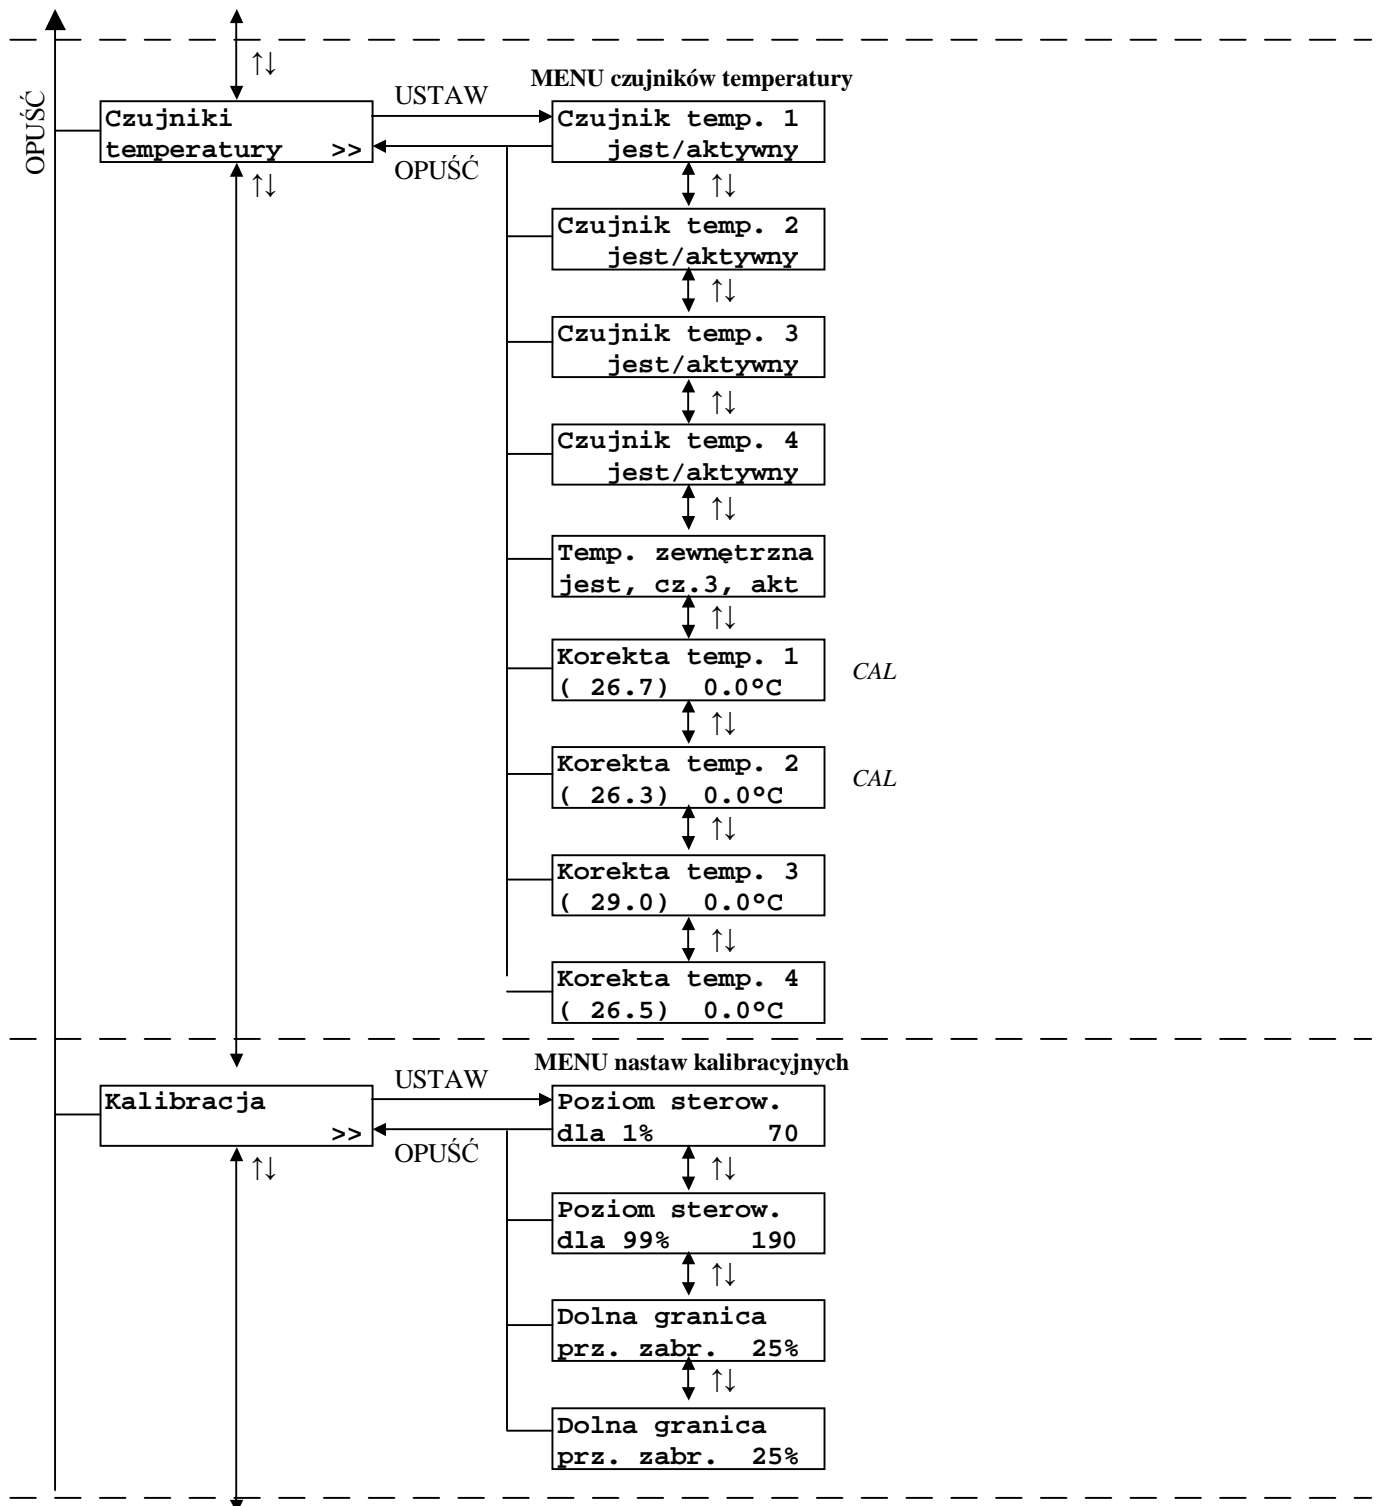 ↑↓
MENU czujników temperatury
OPUŚĆ
USTAW
Czujniki
temperatury >>
OPUŚĆ
↑↓
Czujnik temp. 1
jest/aktywny
↑↓
Czujnik temp. 2
jest/aktywny
↑↓
Czujnik temp. 3
jest/aktywny
↑↓
Czujnik temp. 4
jest/aktywny
↑↓
Temp. zewnętrzna
jest, cz.3, akt
↑↓
Korekta temp. 1
( 26.7) 0.0°C
CAL
↑↓
Korekta temp. 2
( 26.3) 0.0°C
CAL
↑↓
Korekta temp. 3
( 29.0) 0.0°C
↑↓
Korekta temp. 4
( 26.5) 0.0°C
MENU nastaw kalibracyjnych
USTAW
Kalibracja
>>
OPUŚĆ
↑↓
Poziom sterow.
dla 1% 70
↑↓
Poziom sterow.
dla 99% 190
↑↓
Dolna granica
prz. zabr. 25%
↑↓
Dolna granica
prz. zabr. 25%